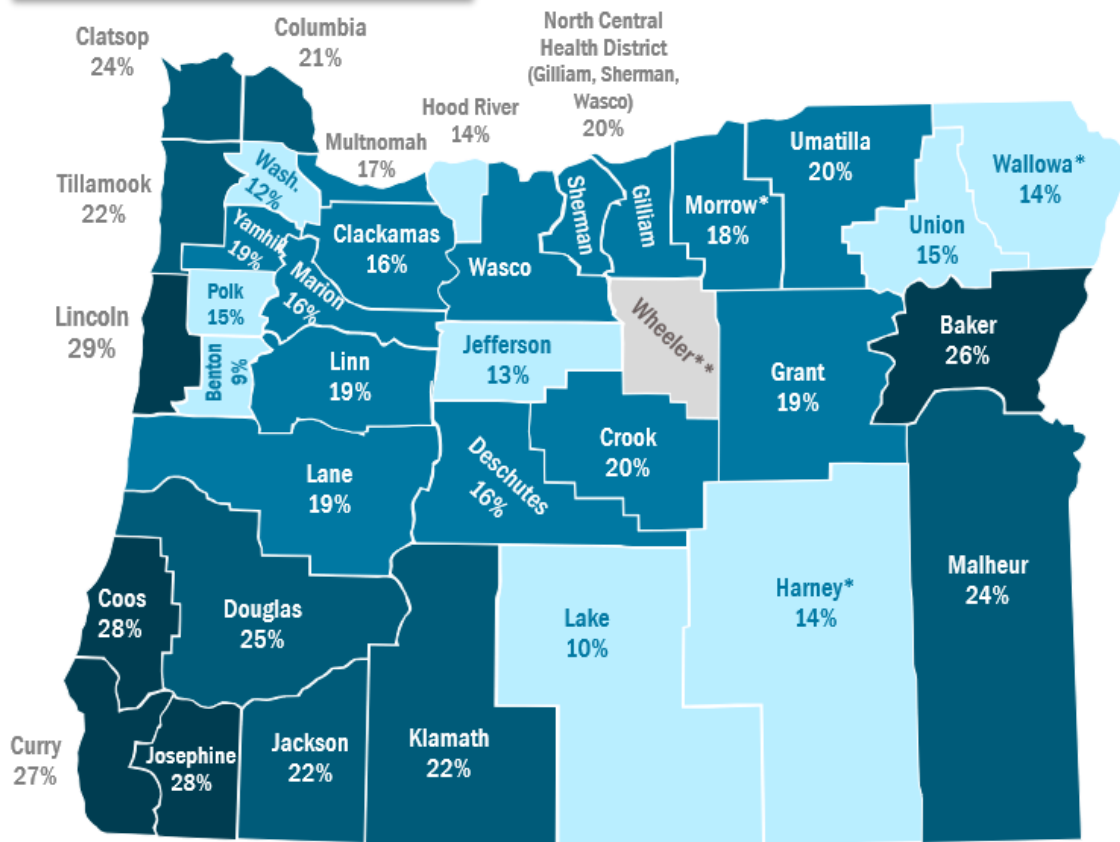 Clatsop
24%
Columbia
21%
North Central
Health District
(Gilliam, Sherman,
Wasco)
20%
Hood River
14%
Multnomah
17%
Tillamook
22%
Wash.
12%
Yamhill
19%
Clackamas
16%
Wasco
Sherman
Gilliam
Morrow*
18%
Umatilla
20%
Wallowa*
14%
Union
15%
Marion
16%
Polk
15%
Lincoln
29%
Benton
9%
Linn
19%
Jefferson
13%
Wheeler**
Grant
19%
Baker
26%
Lane
19%
Deschutes
16%
Crook
20%
Coos
28%
Douglas
25%
Lake
10%
Harney*
14%
Malheur
24%
Curry
27%
Josephine
28%
Jackson
22%
Klamath
22%